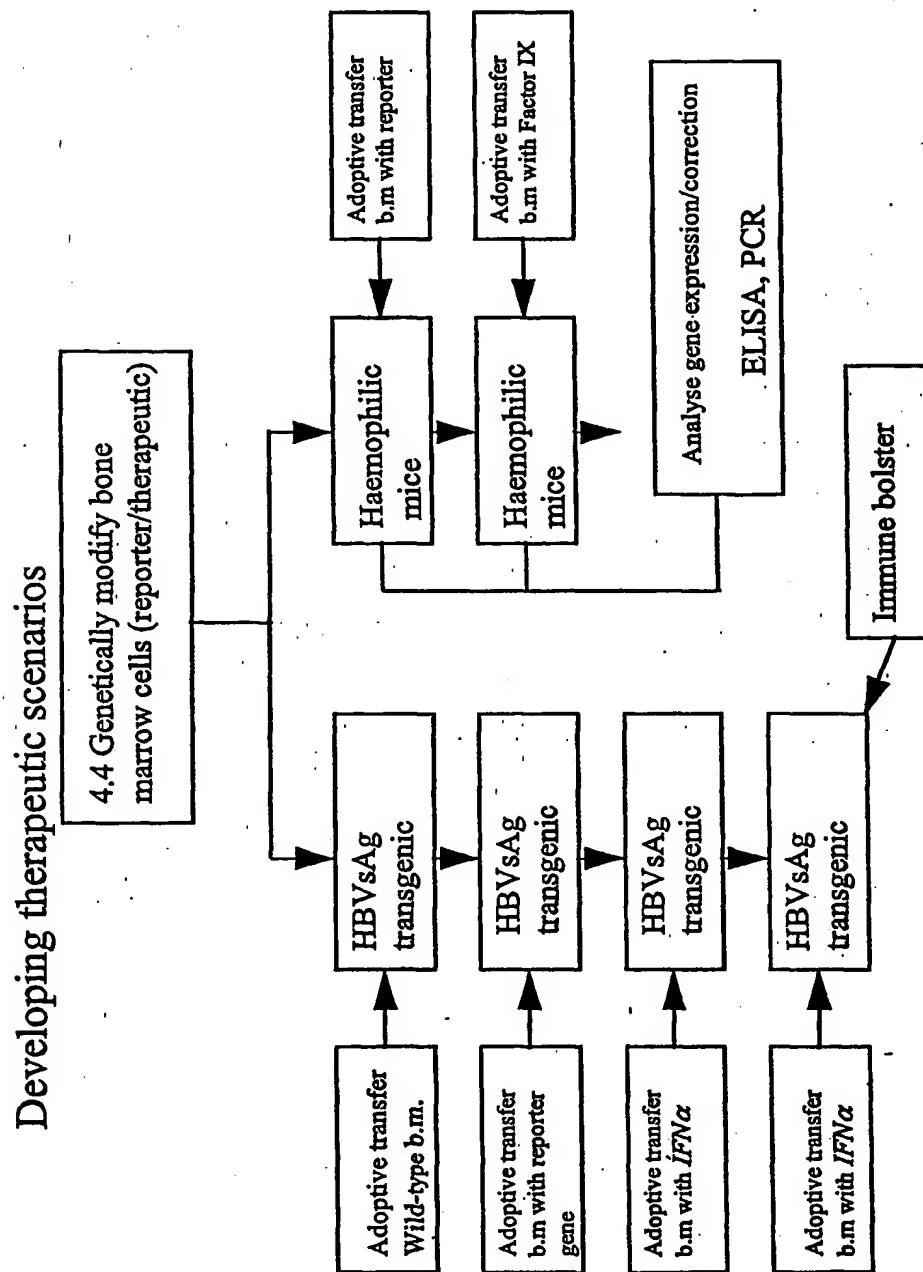 Developing therapeutic scenarios
4.4 Genetically modify bone
marrow cells (reporter/therapeutic)
Adoptive transfer
Wild-type b.m.
HBVsAg
transgenic
Haemophilic
mice
Adoptive transfer
b.m with reporter
Adoptive transfer
b.m with reporter
gene
HBVsAg
transgenic
Haemophilic
mice
Adoptive transfer
b.m with Factor IX
Adoptive transfer
b.m with IFNα
HBVsAg
transgenic
Analyse gene expression/correction
ELISA, PCR
Adoptive transfer
b.m with IFNα
HBVsAg
transgenic
Immune bolster